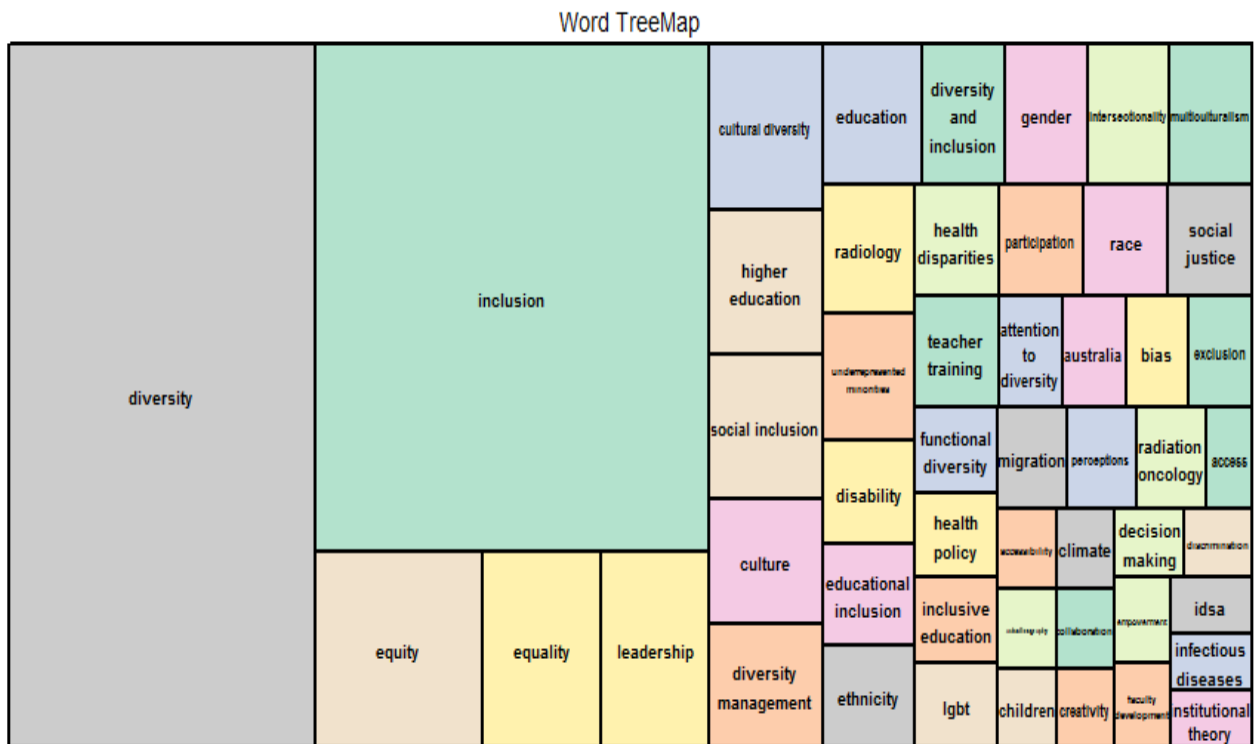 Word TreeMap
diversity
inclusion
equity
equality
leadership
cultural diversity
higher
education
social inclusion
culture
diversity
management
education
radiology
underrepresented
minorities
disability
educational
inclusion
ethnicity
diversity
and
inclusion
gender
intersectionality
multiculturalism
health
disparities
participation
race
social
justice
teacher
training
attention
to
diversity
australia
bias
exclusion
functional
diversity
migration
perceptions
radiation
oncology
access
health
policy
inclusive
education
lgbt
accessibility
climate
decision
making
discrimination
collaboration
empowerment
idsa
infectious
diseases
children
creativity
faculty
development
institutional
theory